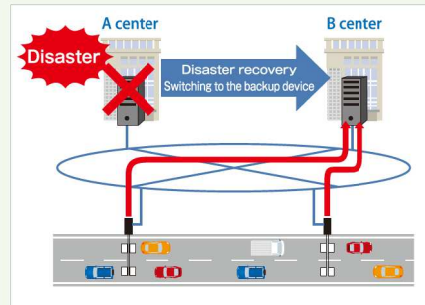 A center
B center
Disaster
Disaster recovery
Switching to the backup device